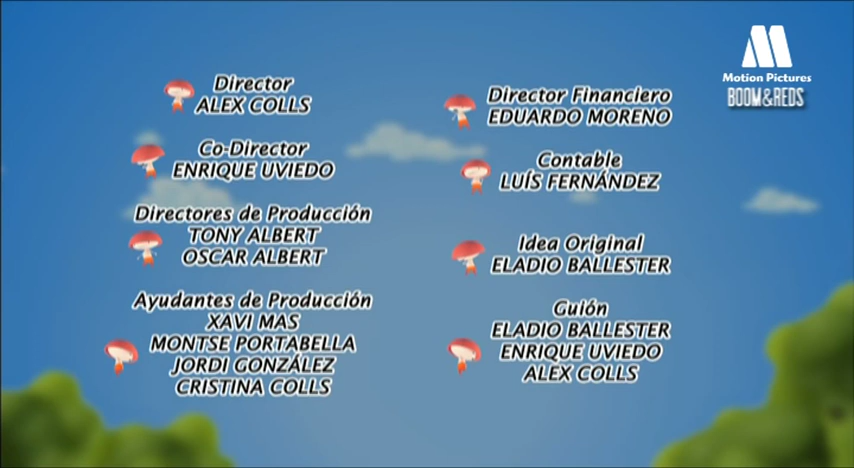 Director
ALEX COLLS
Co-Director
ENRIQUE UVIEDO
Directores de Producción
TONY ALBERT
OSCAR ALBERT
Ayudantes de Producción
XAVI MAS
MONTSE PORTABELLA
JORDI GONZÁLEZ
CRISTINA COLLS
Director Financiero
EDUARDO MORENO
Contable
LUÍS FERNÁNDEZ
Idea Original
ELADIO BALLESTER
Guión
ELADIO BALLESTER
ENRIQUE UVIEDO
ALEX COLLS
Motion Pictures
BOOM&REDS